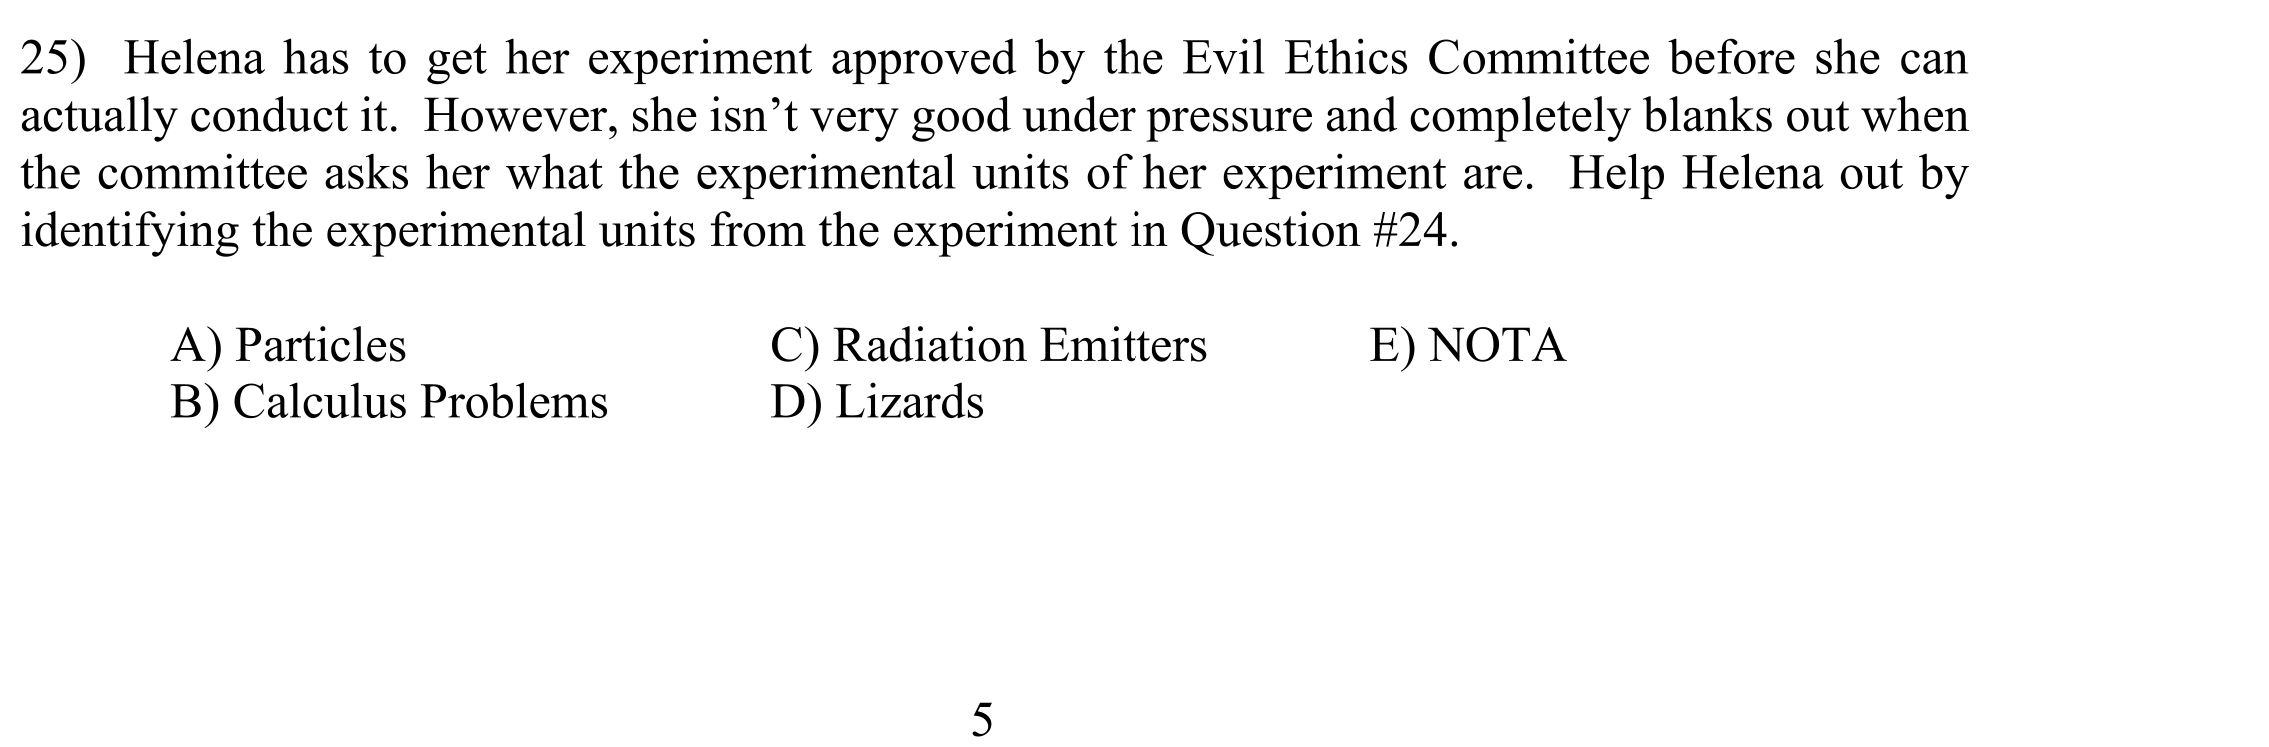 25) Helena has to get her experiment approved by the Evil Ethics Committee before she can
actually conduct it. However, she isn’t very good under pressure and completely blanks out when
the committee asks her what the experimental units of her experiment are. Help Helena out by
identifying the experimental units from the experiment in Question #24.
A) Particles C) Radiation Emitters E) NOTA
B) Calculus Problems D) Lizards
5